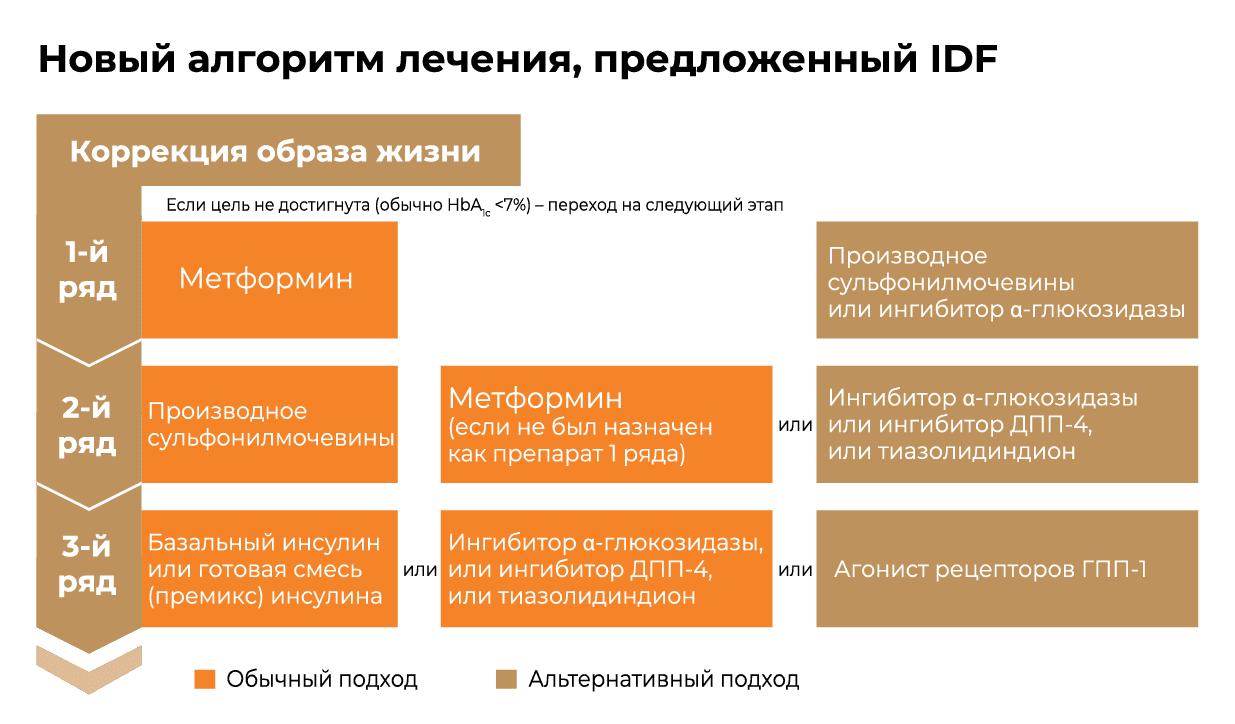 Новый алгоритм лечения, предложенный IDF
Коррекция образа жизни
Если цель не достигнута (обычно HbA1c <7%) – переход на следующий этап
1-й
ряд
Метформин
Производное
сульфонилмочевины
или ингибитор α-глюкозидазы
2-й
ряд
Производное
сульфонилмочевины
Метформин
(если не был назначен
как препарат 1 ряда)
или
Ингибитор α-глюкозидазы
или ингибитор ДПП-4,
или тиазолидиндион
3-й
ряд
Базальный инсулин
или готовая смесь
(премикс) инсулина
или
Ингибитор α-глюкозидазы,
или ингибитор ДПП-4,
или тиазолидиндион
или
Агонист рецепторов ГПП-1
Обычный подход
Альтернативный подход